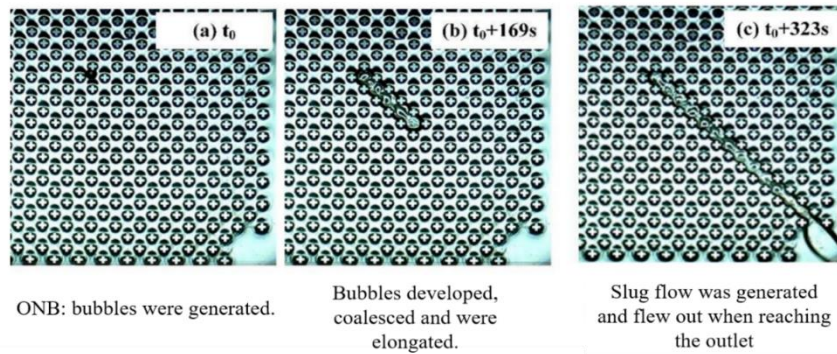 (a) t₀
(b) t₀+169s
(c) t₀+323s
ONB: bubbles were generated.
Bubbles developed,
coalesced and were
elongated.
Slug flow was generated
and flew out when reaching
the outlet